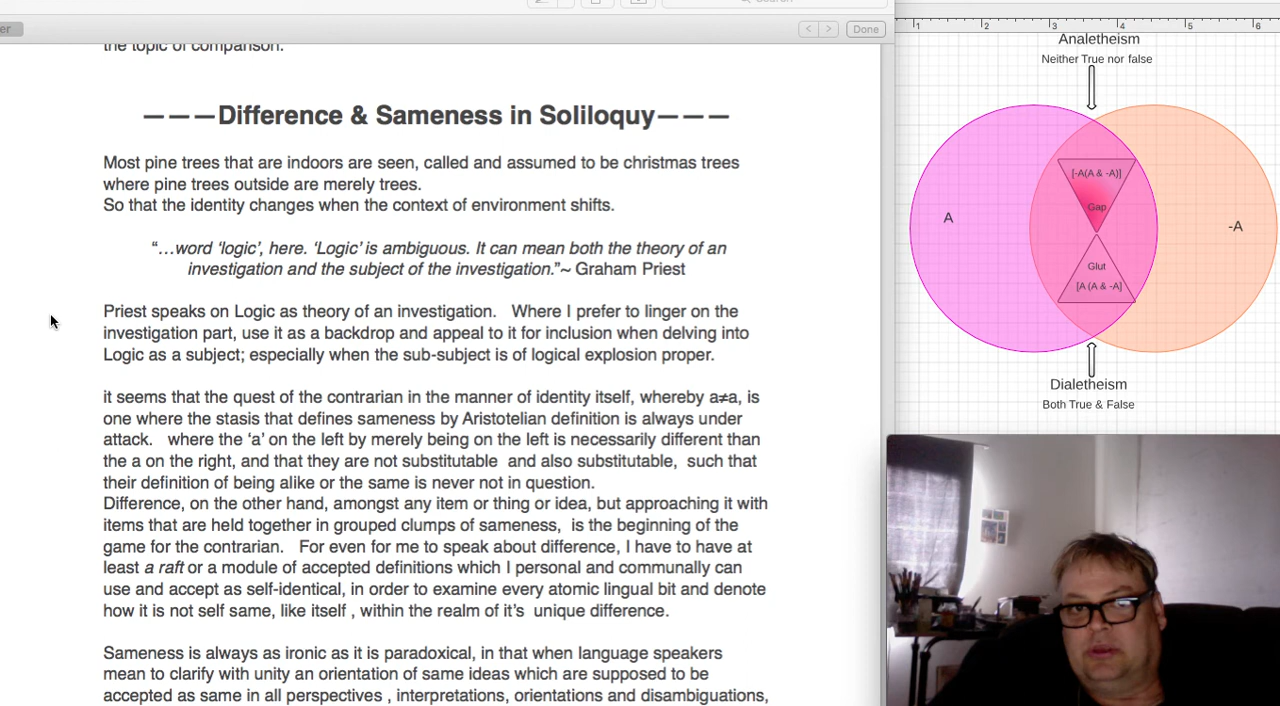 Search
er
Done
the topic of comparison.
———Difference & Sameness in Soliloquy———
Most pine trees that are indoors are seen, called and assumed to be christmas trees
where pine trees outside are merely trees.
So that the identity changes when the context of environment shifts.
“…word ‘logic’, here. ‘Logic’ is ambiguous. It can mean both the theory of an
investigation and the subject of the investigation.”~ Graham Priest
Priest speaks on Logic as theory of an investigation. Where I prefer to linger on the
investigation part, use it as a backdrop and appeal to it for inclusion when delving into
Logic as a subject; especially when the sub-subject is of logical explosion proper.
it seems that the quest of the contrarian in the manner of identity itself, whereby a≠a, is
one where the stasis that defines sameness by Aristotelian definition is always under
attack. where the ‘a’ on the left by merely being on the left is necessarily different than
the a on the right, and that they are not substitutable and also substitutable, such that
their definition of being alike or the same is never not in question.
Difference, on the other hand, amongst any item or thing or idea, but approaching it with
items that are held together in grouped clumps of sameness, is the beginning of the
game for the contrarian. For even for me to speak about difference, I have to have at
least a raft or a module of accepted definitions which I personal and communally can
use and accept as self-identical, in order to examine every atomic lingual bit and denote
how it is not self same, like itself , within the realm of it’s unique difference.
Sameness is always as ironic as it is paradoxical, in that when language speakers
mean to clarify with unity an orientation of same ideas which are supposed to be
accepted as same in all perspectives , interpretations, orientations and disambiguations,
1 2 3 4 5 6
Analetheism
Neither True nor false
[-A(A & -A)]
Gap
A
-A
Glut
[A (A & -A]
Dialetheism
Both True & False